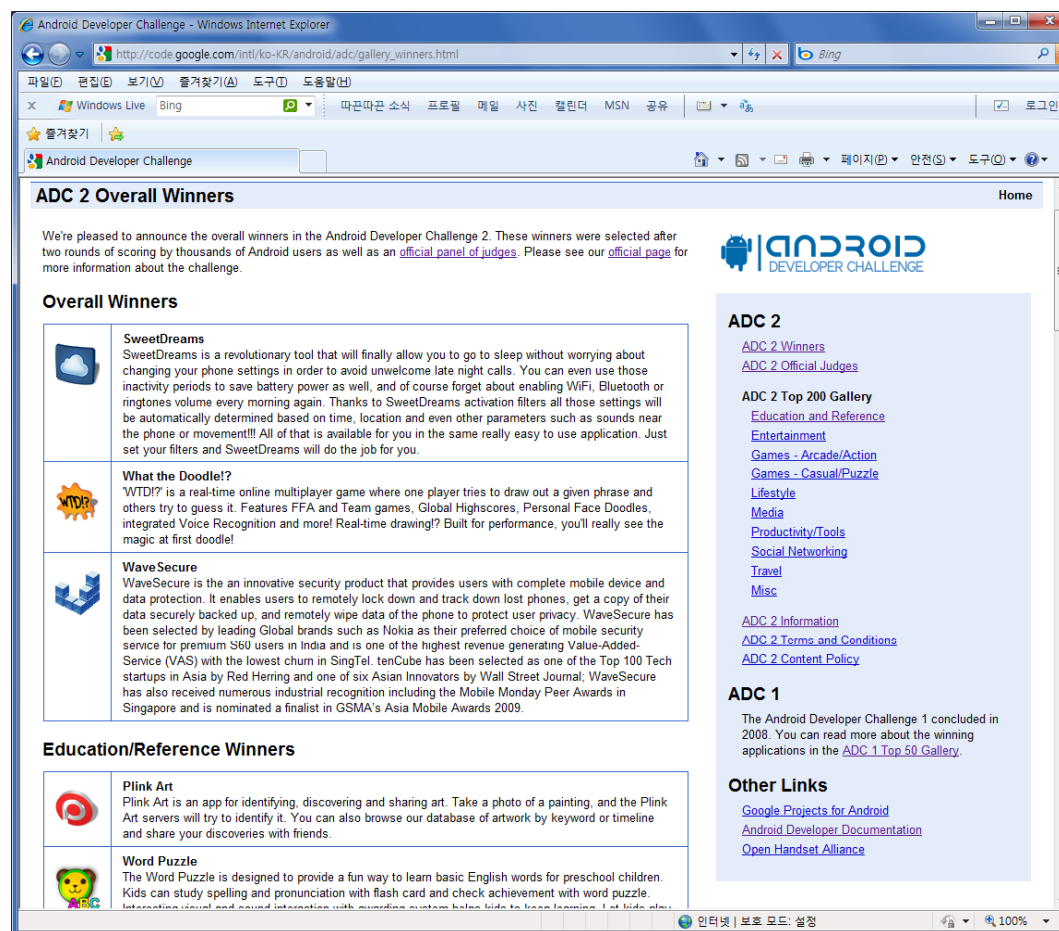 Android Developer Challenge - Windows Internet Explorer
http://code.google.com/intl/ko-KR/android/adc/gallery_winners.html
Bing
파일(F) 편집(E) 보기(V) 즐겨찾기(A) 도구(T) 도움말(H)
x Windows Live Bing 따끈따끈 소식 프로필 메일 사전 캘린더 MSN 공유 로그인
즐겨찾기
Android Developer Challenge 페이지(P) 안전(S) 도구(O)
ADC 2 Overall Winners
Home
We're pleased to announce the overall winners in the Android Developer Challenge 2. These winners were selected after
two rounds of scoring by thousands of Android users as well as an official panel of judges. Please see our official page for
more information about the challenge.
Overall Winners
SweetDreams
SweetDreams is a revolutionary tool that will finally allow you to go to sleep without worrying about
changing your phone settings in order to avoid unwelcome late night calls. You can even use those
inactivity periods to save battery power as well, and of course forget about enabling WiFi, Bluetooth or
ringtones volume every morning again. Thanks to SweetDreams activation filters all those settings will
be automatically determined based on time, location and even other parameters such as sounds near
the phone or movement!!! All of that is available for you in the same really easy to use application. Just
set your filters and SweetDreams will do the job for you.
WTD!?
What the Doodle!?
'WTD!?' is a real-time online multiplayer game where one player tries to draw out a given phrase and
others try to guess it. Features FFA and Team games, Global Highscores, Personal Face Doodles,
integrated Voice Recognition and more! Real-time drawing!? Built for performance, you'll really see the
magic at first doodle!
WaveSecure
WaveSecure is the an innovative security product that provides users with complete mobile device and
data protection. It enables users to remotely lock down and track down lost phones, get a copy of their
data securely backed up, and remotely wipe data of the phone to protect user privacy. WaveSecure has
been selected by leading Global brands such as Nokia as their preferred choice of mobile security
service for premium S60 users in India and is one of the highest revenue generating Value-Added-
Service (VAS) with the lowest churn in SingTel. tenCube has been selected as one of the Top 100 Tech
startups in Asia by Red Herring and one of six Asian Innovators by Wall Street Journal; WaveSecure
has also received numerous industrial recognition including the Mobile Monday Peer Awards in
Singapore and is nominated a finalist in GSMA's Asia Mobile Awards 2009.
Education/Reference Winners
Plink Art
Plink Art is an app for identifying, discovering and sharing art. Take a photo of a painting, and the Plink
Art servers will try to identify it. You can also browse our database of artwork by keyword or timeline
and share your discoveries with friends.
ABC
Word Puzzle
The Word Puzzle is designed to provide a fun way to learn basic English words for preschool children.
Kids can study spelling and pronunciation with flash card and check achievement with word puzzle.
Interesting visual and sound interaction with awarding system helps kids to keep learning. Let kids play
ANDROID
DEVELOPER CHALLENGE
ADC 2
ADC 2 Winners
ADC 2 Official Judges
ADC 2 Top 200 Gallery
Education and Reference
Entertainment
Games - Arcade/Action
Games - Casual/Puzzle
Lifestyle
Media
Productivity/Tools
Social Networking
Travel
Misc
ADC 2 Information
ADC 2 Terms and Conditions
ADC 2 Content Policy
ADC 1
The Android Developer Challenge 1 concluded in
2008. You can read more about the winning
applications in the ADC 1 Top 50 Gallery.
Other Links
Google Projects for Android
Android Developer Documentation
Open Handset Alliance
인터넷 | 보호 모드: 설정
100%